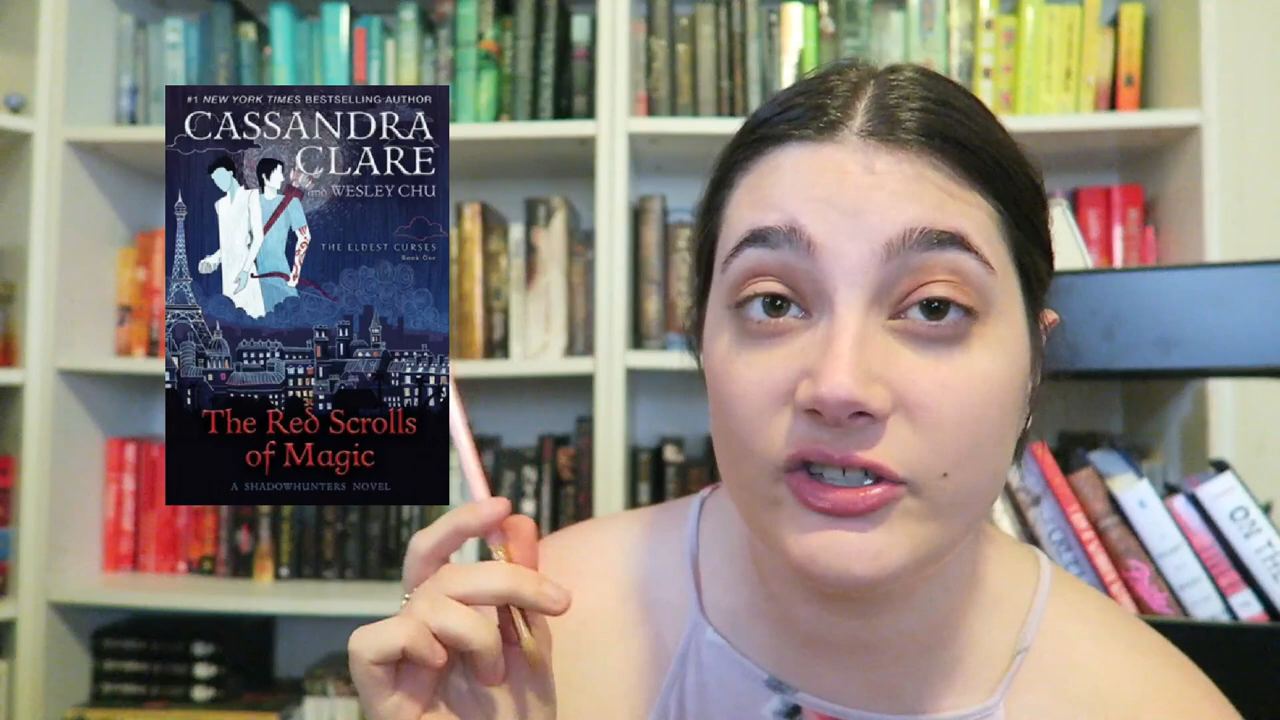 #1 NEW YORK TIMES BESTSELLING AUTHOR
CASSANDRA
CLARE
and WESLEY CHU
THE ELDEST CURSES
Book One
The Red Scrolls
of Magic
A SHADOWHUNTERS NOVEL
ON THE